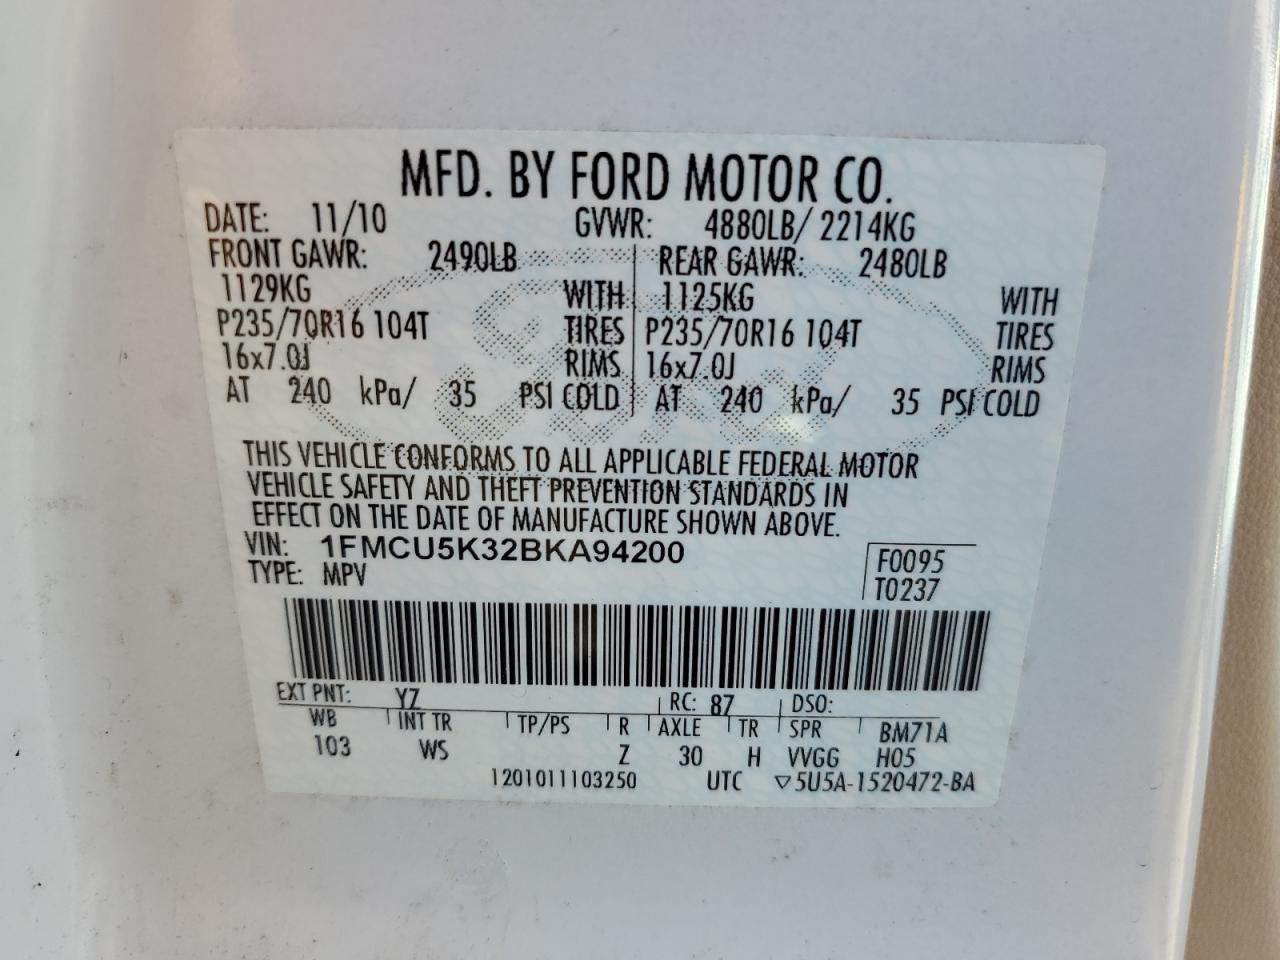 MFD. BY FORD MOTOR CO.
DATE: 11/10 GVWR: 4880LB/ 2214KG
FRONT GAWR: 2490LB REAR GAWR: 2480LB
1129KG WITH 1125KG WITH
P235/70R16 104T TIRES P235/70R16 104T TIRES
16x7.0J RIMS 16x7.0J RIMS
AT 240 kPa/ 35 PSI COLD AT 240 kPa/ 35 PSI COLD
THIS VEHICLE CONFORMS TO ALL APPLICABLE FEDERAL MOTOR
VEHICLE SAFETY AND THEFT PREVENTION STANDARDS IN
EFFECT ON THE DATE OF MANUFACTURE SHOWN ABOVE.
VIN: 1FMCU5K32BKA94200 F0095
TYPE: MPV T0237
EXT PNT: YZ RC: 87 DSO:
WB INT TR TP/PS R AXLE TR SPR BM71A
103 WS Z 30 H VVGG H05
1201011103250 UTC ▽5U5A-1520472-BA
Ford